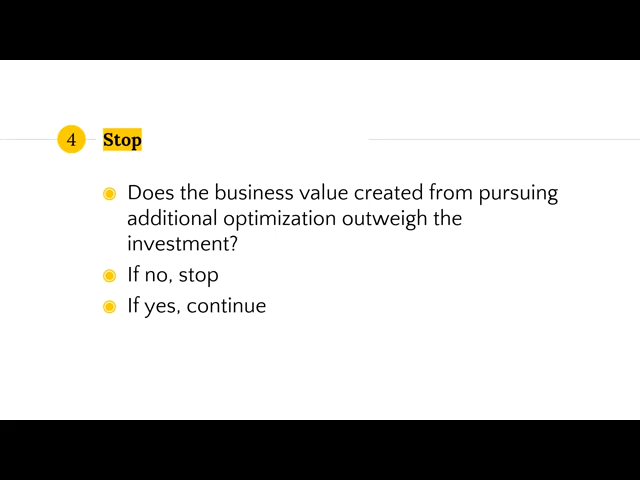 4 Stop
Does the business value created from pursuing
additional optimization outweigh the
investment?
If no, stop
If yes, continue